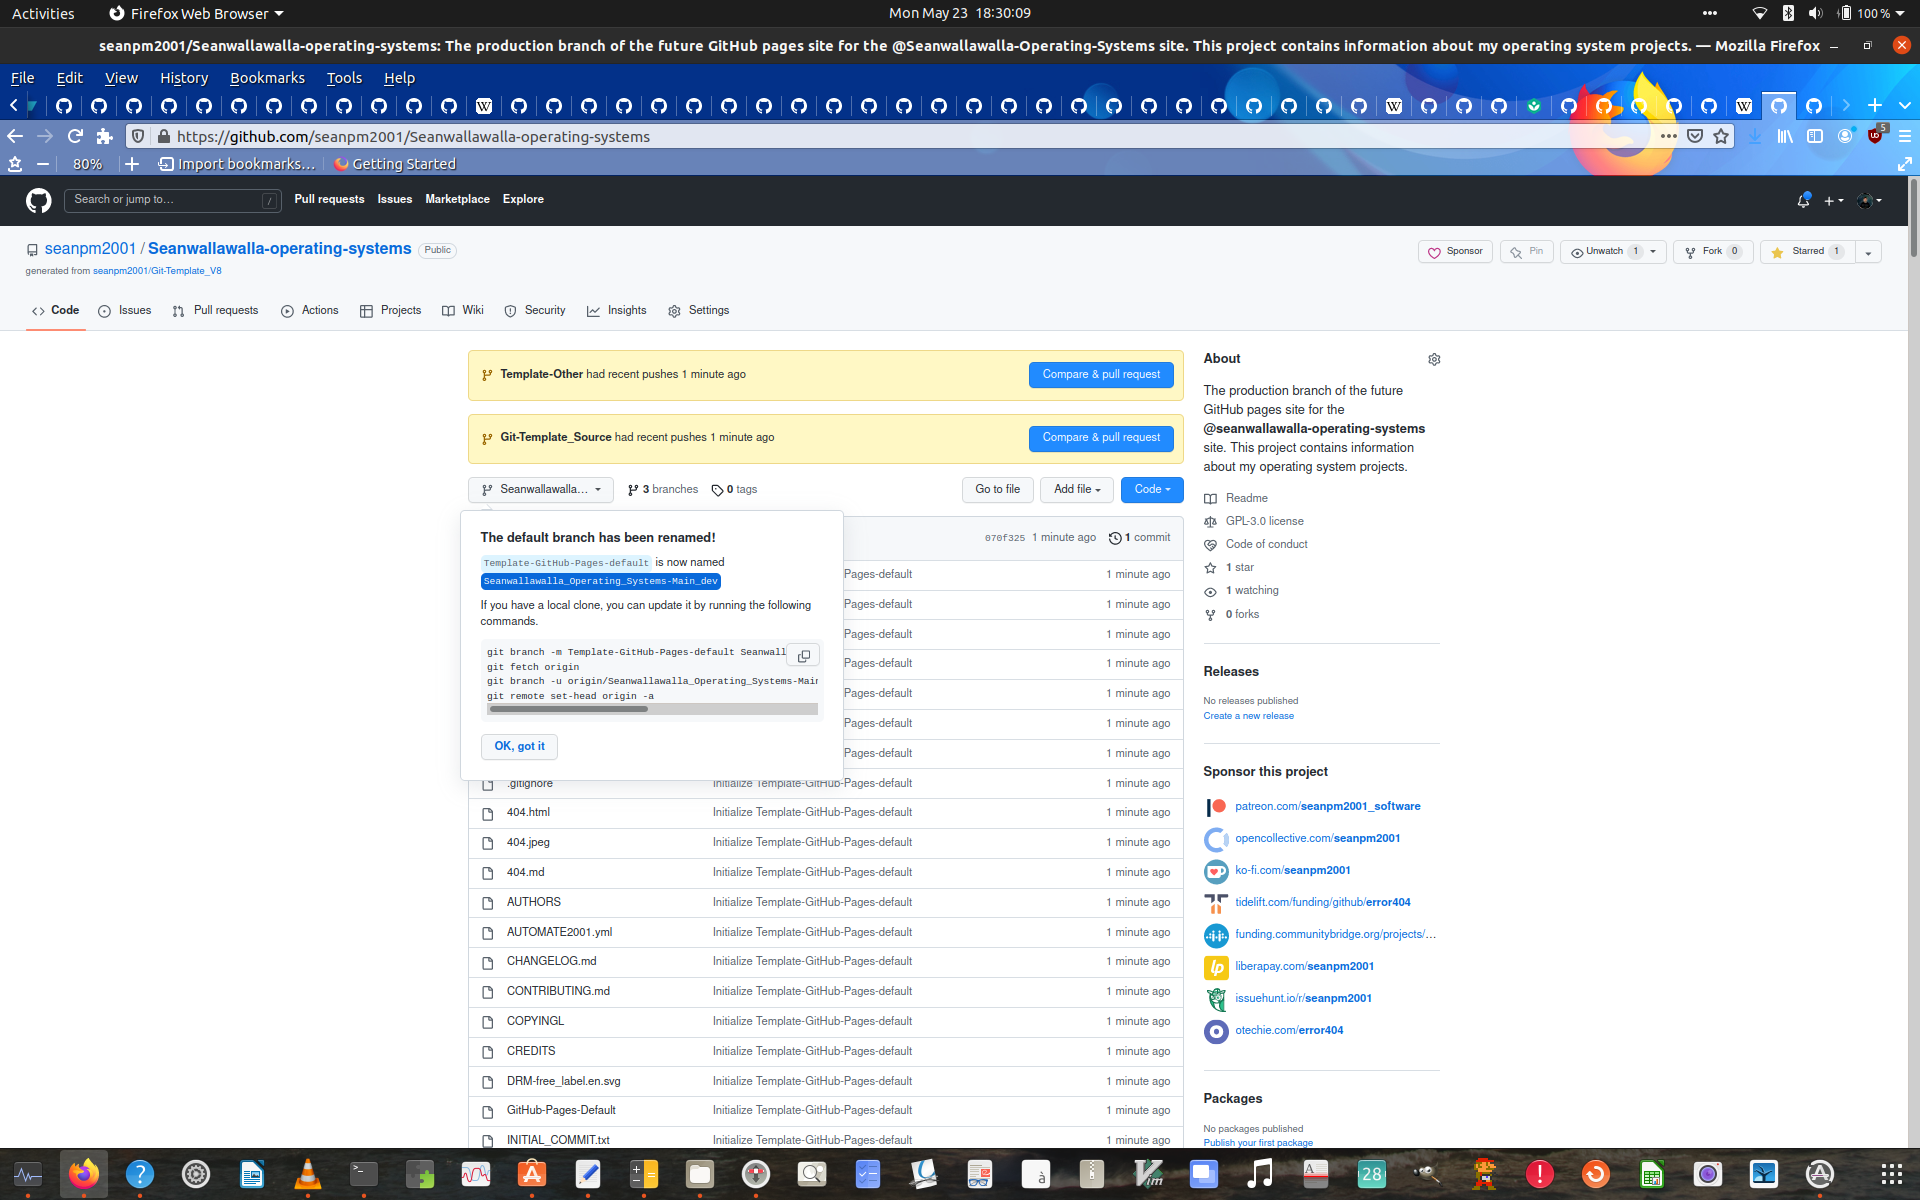 Activities
Firefox Web Browser
Mon May 23 18:30:09
100 %
seanpm2001/Seanwallawalla-operating-systems: The production branch of the future GitHub pages site for the @Seanwallawalla-Operating-Systems site. This project contains information about my operating system projects. — Mozilla Firefox
File Edit View History Bookmarks Tools Help
https://github.com/seanpm2001/Seanwallawalla-operating-systems
5
80%
Import bookmarks...
Getting Started
Search or jump to...
/
Pull requests Issues Marketplace Explore
seanpm2001 / Seanwallawalla-operating-systems Public
generated from seanpm2001/Git-Template_V8
Sponsor
Pin
Unwatch 1
Fork 0
Starred 1
Code Issues Pull requests Actions Projects Wiki Security Insights Settings
Template-Other had recent pushes 1 minute ago
Compare & pull request
Git-Template_Source had recent pushes 1 minute ago
Compare & pull request
Seanwallawalla...
3 branches
0 tags
Go to file
Add file
Code
070f325 1 minute ago
1 commit
The default branch has been renamed!
Template-GitHub-Pages-default is now named
Seanwallawalla_Operating_Systems-Main_dev
If you have a local clone, you can update it by running the following
commands.
git branch -m Template-GitHub-Pages-default Seanwall
git fetch origin
git branch -u origin/Seanwallawalla_Operating_Systems-Main
git remote set-head origin -a
OK, got it
Pages-default 1 minute ago
Pages-default 1 minute ago
Pages-default 1 minute ago
Pages-default 1 minute ago
Pages-default 1 minute ago
Pages-default 1 minute ago
Pages-default 1 minute ago
.gitignore Initialize Template-GitHub-Pages-default 1 minute ago
404.html Initialize Template-GitHub-Pages-default 1 minute ago
404.jpeg Initialize Template-GitHub-Pages-default 1 minute ago
404.md Initialize Template-GitHub-Pages-default 1 minute ago
AUTHORS Initialize Template-GitHub-Pages-default 1 minute ago
AUTOMATE2001.yml Initialize Template-GitHub-Pages-default 1 minute ago
CHANGELOG.md Initialize Template-GitHub-Pages-default 1 minute ago
CONTRIBUTING.md Initialize Template-GitHub-Pages-default 1 minute ago
COPYINGL Initialize Template-GitHub-Pages-default 1 minute ago
CREDITS Initialize Template-GitHub-Pages-default 1 minute ago
DRM-free_label.en.svg Initialize Template-GitHub-Pages-default 1 minute ago
GitHub-Pages-Default Initialize Template-GitHub-Pages-default 1 minute ago
INITIAL_COMMIT.txt Initialize Template-GitHub-Pages-default 1 minute ago
About
The production branch of the future
GitHub pages site for the
@seanwallawalla-operating-systems
site. This project contains information
about my operating system projects.
Readme
GPL-3.0 license
Code of conduct
1 star
1 watching
0 forks
Releases
No releases published
Create a new release
Sponsor this project
patreon.com/seanpm2001_software
opencollective.com/seanpm2001
ko-fi.com/seanpm2001
tidelift.com/funding/github/error404
funding.communitybridge.org/projects/...
liberapay.com/seanpm2001
issuehunt.io/r/seanpm2001
otechie.com/error404
Packages
No packages published
Publish your first package
28